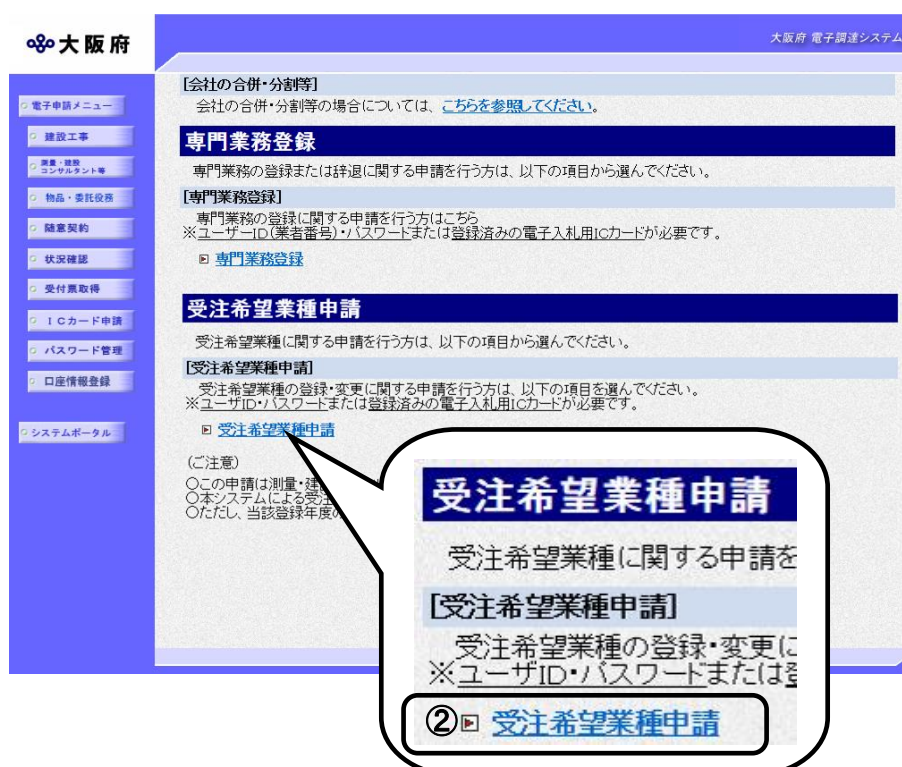 大阪府
大阪府 電子調達システム
電子申請メニュー
建設工事
測量・建設
コンサルタント等
物品・委託役務
随意契約
状況確認
受付票取得
ICカード申請
パスワード管理
口座情報登録
システムポータル
[会社の合併・分割等]
会社の合併・分割等の場合については、こちらを参照してください。
専門業務登録
専門業務の登録または辞退に関する申請を行う方は、以下の項目から選んでください。
[専門業務登録]
専門業務の登録に関する申請を行う方はこちら
※ユーザーID(業者番号)・パスワードまたは登録済みの電子入札用ICカードが必要です。
専門業務登録
受注希望業種申請
受注希望業種に関する申請を行う方は、以下の項目から選んでください。
[受注希望業種申請]
受注希望業種の登録・変更に関する申請を行う方は、以下の項目を選んでください。
※ユーザID・パスワードまたは登録済みの電子入札用ICカードが必要です。
受注希望業種申請
(ご注意)
○この申請は測量・建
○本システムによる受注
○ただし、当該登録年度の
受注希望業種申請
受注希望業種に関する申請を
[受注希望業種申請]
受注希望業種の登録・変更に
※ユーザID・パスワードまたは登
② 受注希望業種申請